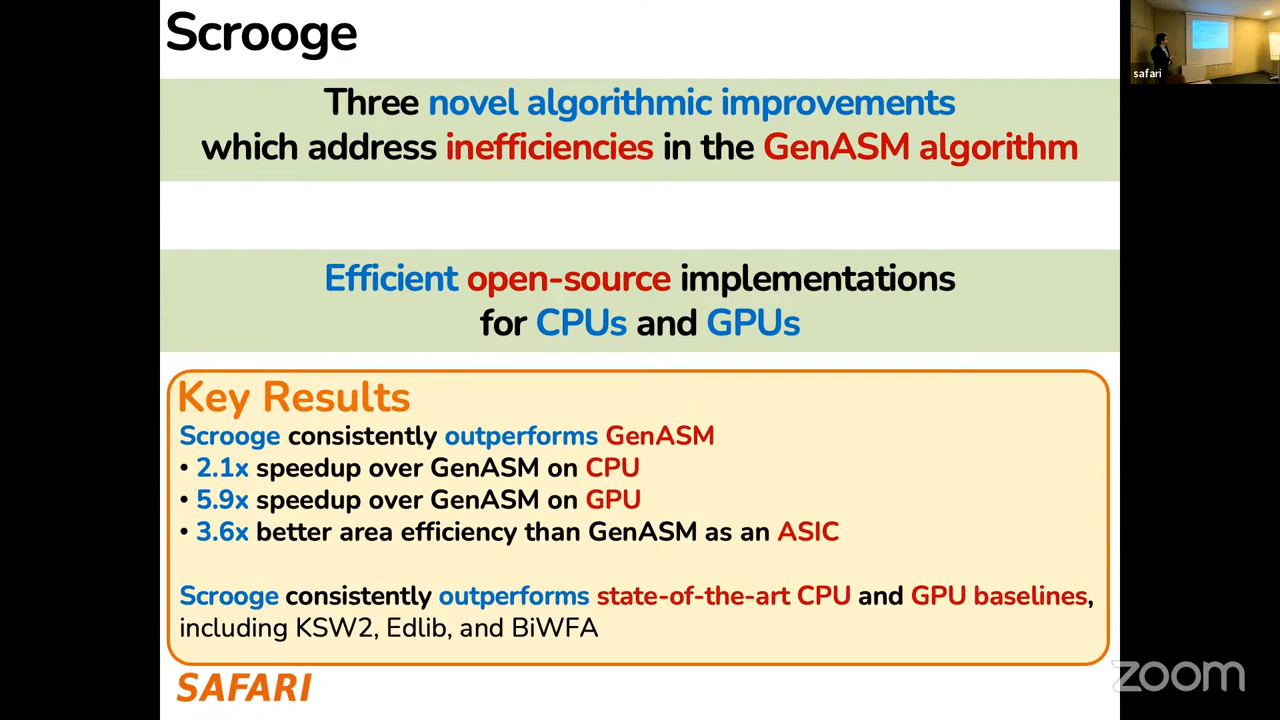 Scrooge
Three novel algorithmic improvements
which address inefficiencies in the GenASM algorithm
Efficient open-source implementations
for CPUs and GPUs
Key Results
Scrooge consistently outperforms GenASM
• 2.1x speedup over GenASM on CPU
• 5.9x speedup over GenASM on GPU
• 3.6x better area efficiency than GenASM as an ASIC
Scrooge consistently outperforms state-of-the-art CPU and GPU baselines,
including KSW2, Edlib, and BiWFA
SAFARI
safari
zoom